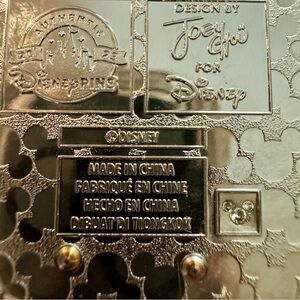 AUTHENTIC
DISNEY PINS
DESIGN BY
Joey Chou
FOR
DISNEY
©DISNEY
MADE IN CHINA
FABRIQUÉ EN CHINE
HECHO EN CHINA
DIBUAT DI TIONGKOK